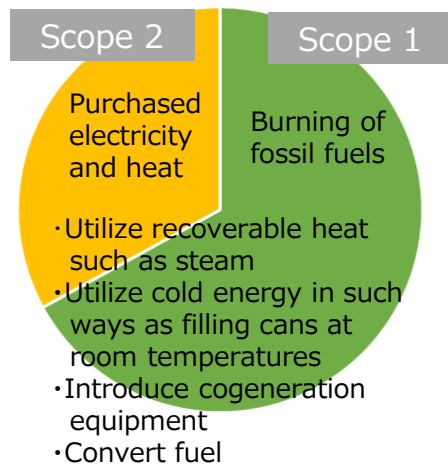 Scope 2
Scope 1
Purchased
electricity
and heat
Burning of
fossil fuels
・Utilize recoverable heat
such as steam
・Utilize cold energy in such
ways as filling cans at
room temperatures
・Introduce cogeneration
equipment
・Convert fuel